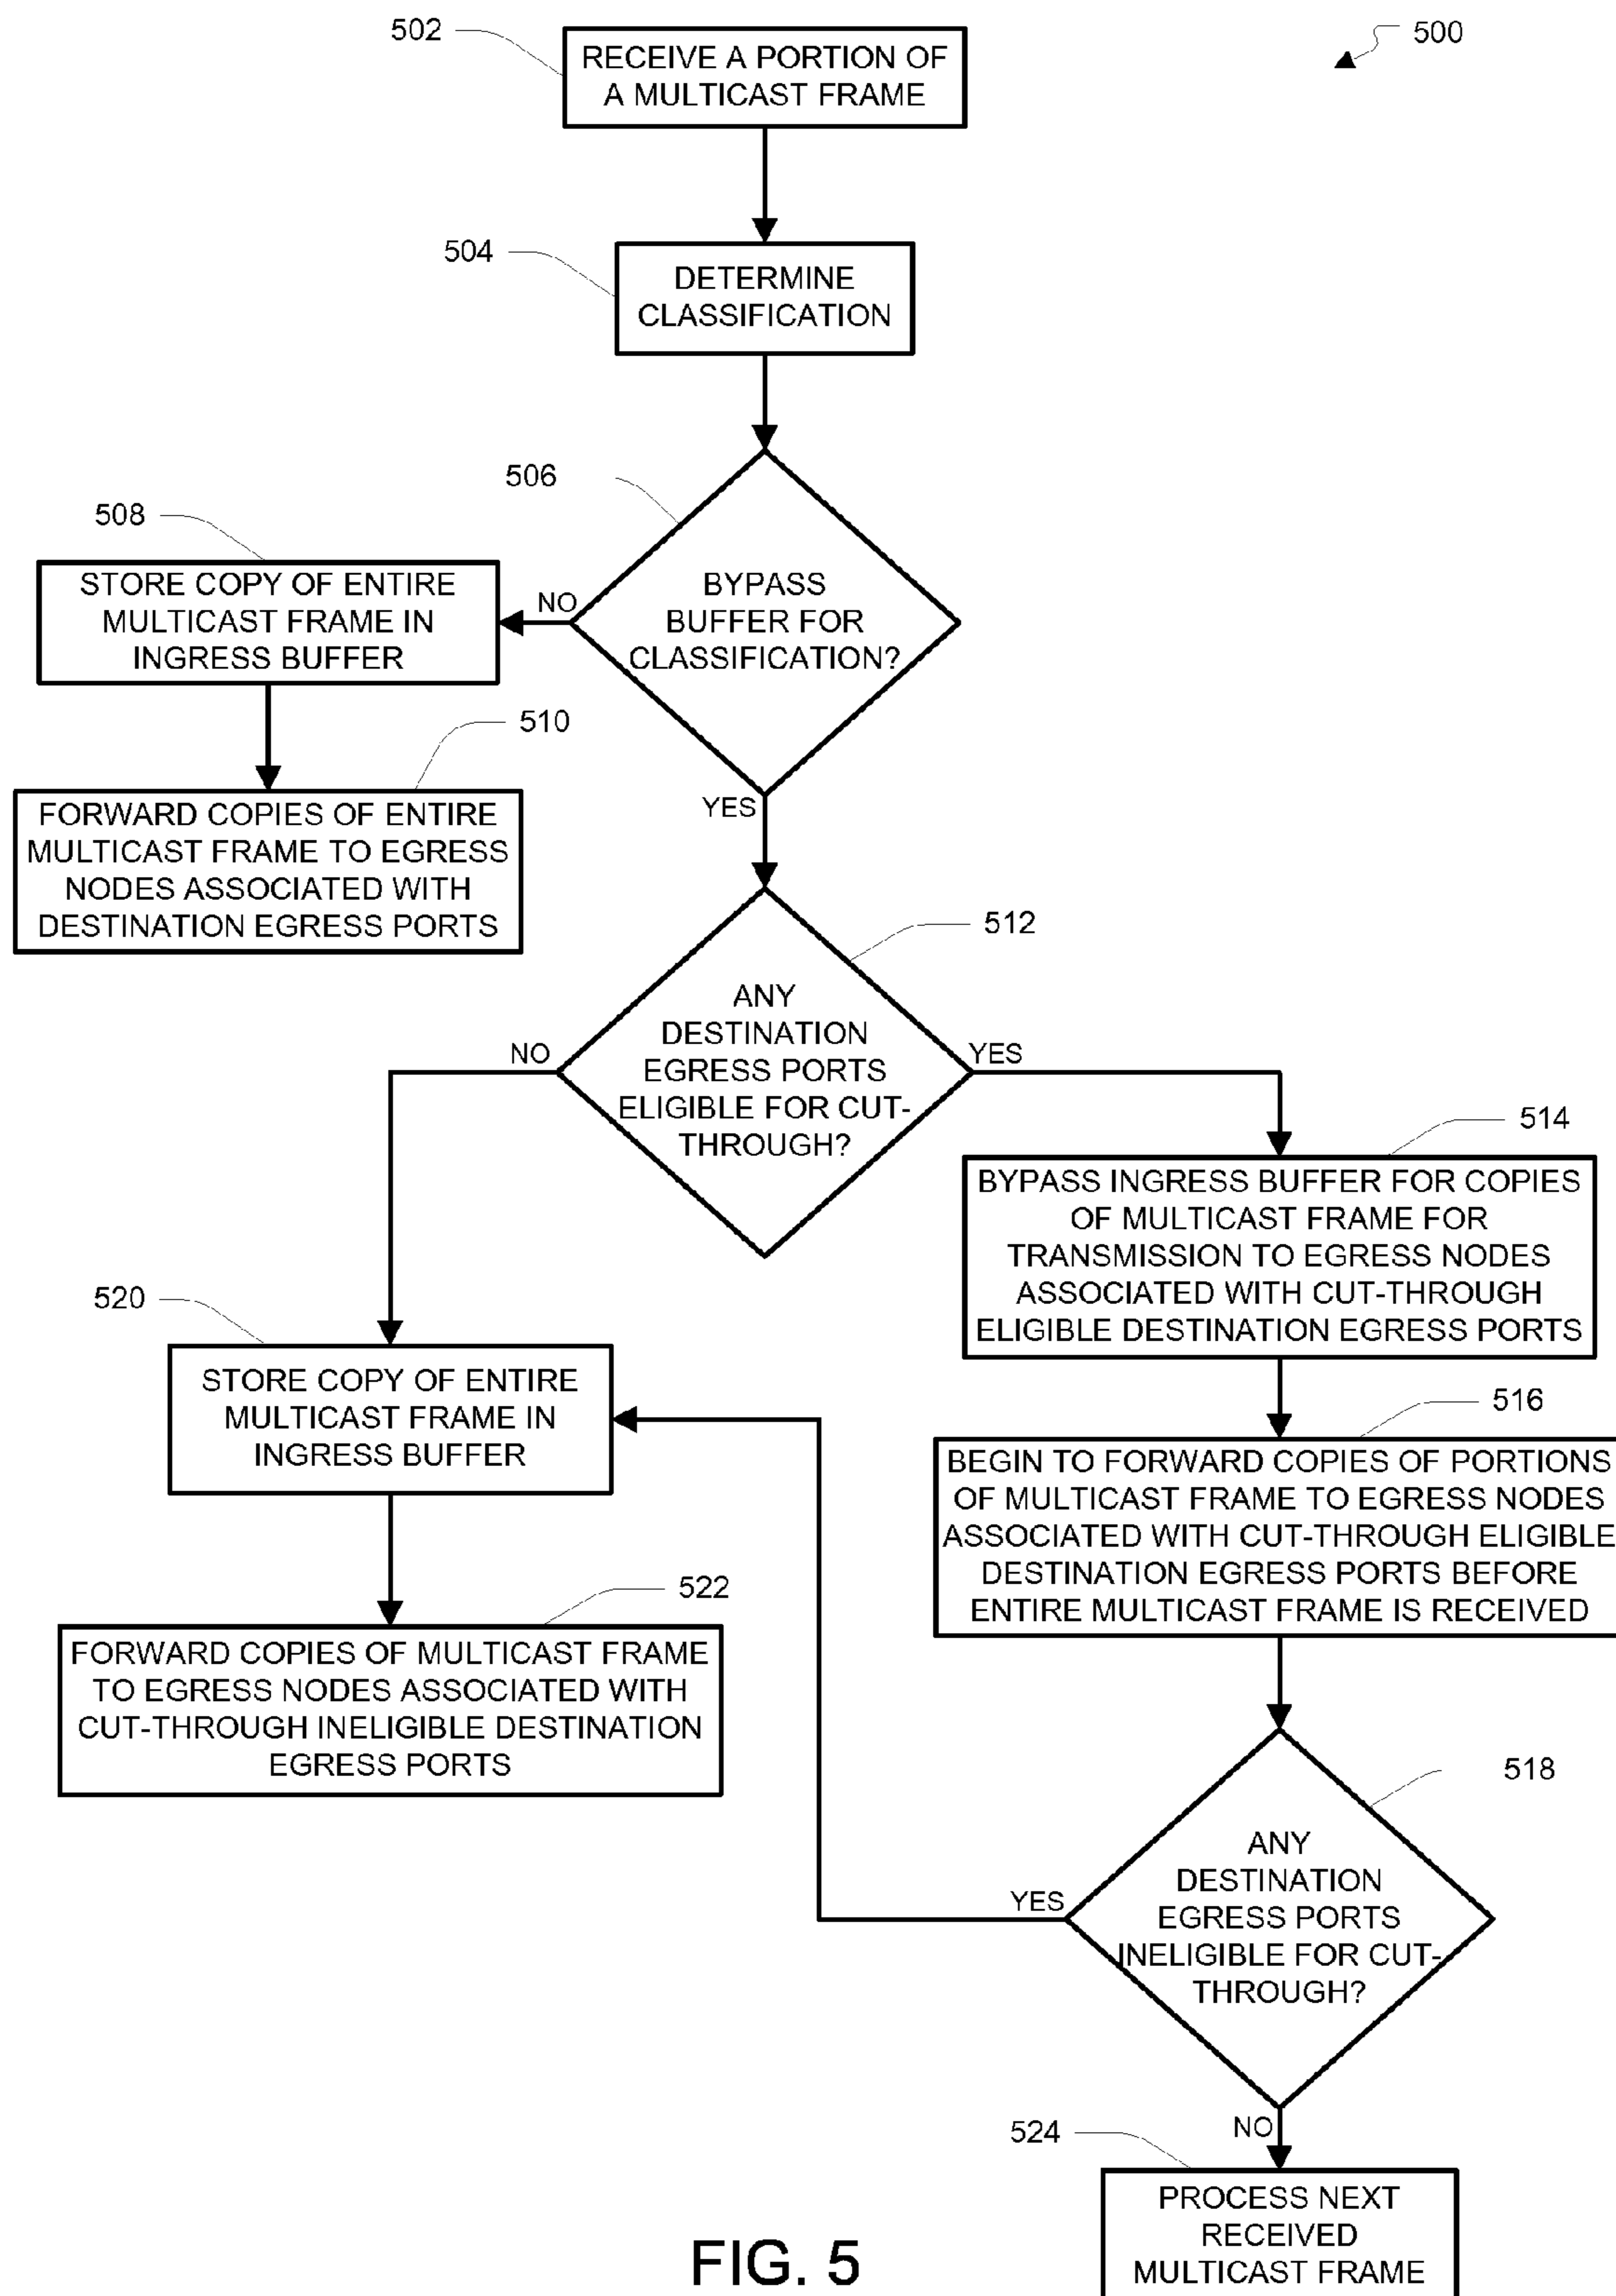 502
500
RECEIVE A PORTION OF
A MULTICAST FRAME
504
DETERMINE
CLASSIFICATION
506
508
BYPASS
BUFFER FOR
CLASSIFICATION?
NO
YES
STORE COPY OF ENTIRE
MULTICAST FRAME IN
INGRESS BUFFER
510
FORWARD COPIES OF ENTIRE
MULTICAST FRAME TO EGRESS
NODES ASSOCIATED WITH
DESTINATION EGRESS PORTS
512
ANY
DESTINATION
EGRESS PORTS
ELIGIBLE FOR CUT-
THROUGH?
NO
YES
514
BYPASS INGRESS BUFFER FOR COPIES
OF MULTICAST FRAME FOR
TRANSMISSION TO EGRESS NODES
ASSOCIATED WITH CUT-THROUGH
ELIGIBLE DESTINATION EGRESS PORTS
520
STORE COPY OF ENTIRE
MULTICAST FRAME IN
INGRESS BUFFER
516
BEGIN TO FORWARD COPIES OF PORTIONS
OF MULTICAST FRAME TO EGRESS NODES
ASSOCIATED WITH CUT-THROUGH ELIGIBLE
DESTINATION EGRESS PORTS BEFORE
ENTIRE MULTICAST FRAME IS RECEIVED
522
FORWARD COPIES OF MULTICAST FRAME
TO EGRESS NODES ASSOCIATED WITH
CUT-THROUGH INELIGIBLE DESTINATION
EGRESS PORTS
518
ANY
DESTINATION
EGRESS PORTS
INELIGIBLE FOR CUT-
THROUGH?
YES
NO
524
PROCESS NEXT
RECEIVED
MULTICAST FRAME
FIG. 5